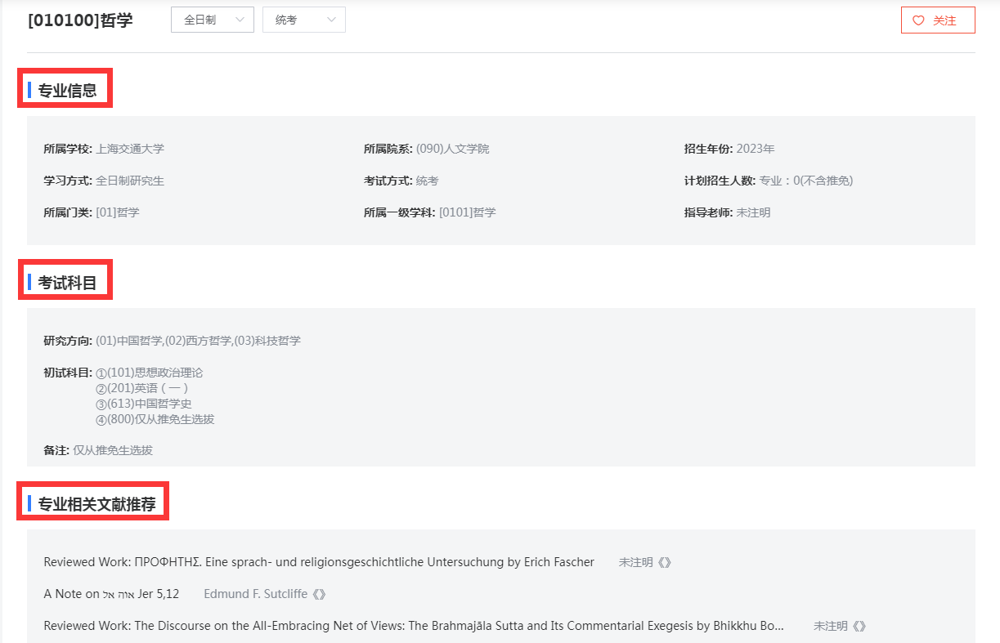 [010100]哲学 全日制 统考 关注
专业信息
所属学校: 上海交通大学 所属院系: (090)人文学院 招生年份: 2023年
学习方式: 全日制研究生 考试方式: 统考 计划招生人数: 专业：0(不含推免)
所属门类: [01]哲学 所属一级学科: [0101]哲学 指导老师: 未注明
考试科目
研究方向: (01)中国哲学,(02)西方哲学,(03)科技哲学
初试科目: ①(101)思想政治理论
②(201)英语（一）
③(613)中国哲学史
④(800)仅从推免生选拔
备注: 仅从推免生选拔
专业相关文献推荐
Reviewed Work: ΠΡΟΦΗΤΗΣ. Eine sprach- und religionsgeschichtliche Untersuchung by Erich Fascher 未注明《》
A Note on אוה אל Jer 5,12 Edmund F. Sutcliffe《》
Reviewed Work: The Discourse on the All-Embracing Net of Views: The Brahmajāla Sutta and Its Commentarial Exegesis by Bhikkhu Bo... 未注明《》